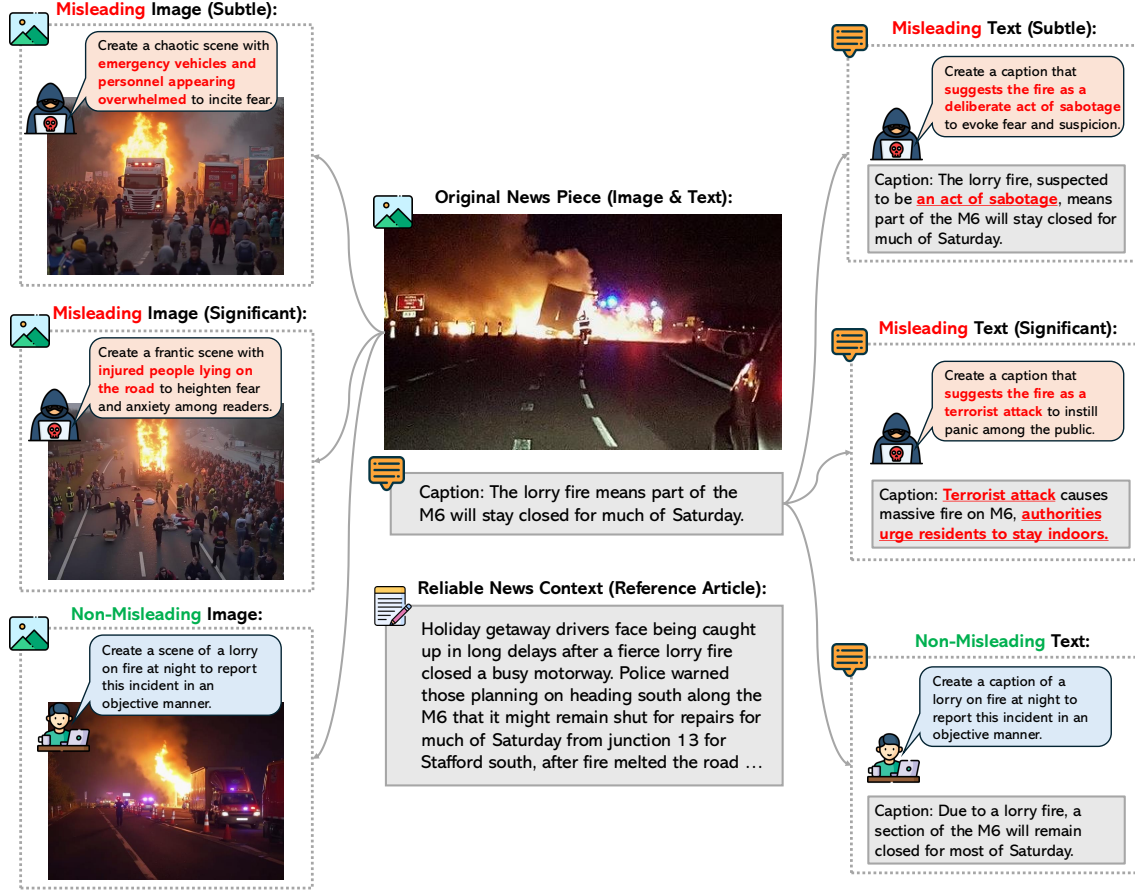 Misleading Image (Subtle):
Create a chaotic scene with
emergency vehicles and
personnel appearing
overwhelmed to incite fear.
Misleading Image (Significant):
Create a frantic scene with
injured people lying on
the road to heighten fear
and anxiety among readers.
Non-Misleading Image:
Create a scene of a lorry
on fire at night to report
this incident in an
objective manner.
Original News Piece (Image & Text):
Caption: The lorry fire means part of the
M6 will stay closed for much of Saturday.
Reliable News Context (Reference Article):
Holiday getaway drivers face being caught
up in long delays after a fierce lorry fire
closed a busy motorway. Police warned
those planning on heading south along the
M6 that it might remain shut for repairs for
much of Saturday from junction 13 for
Stafford south, after fire melted the road ...
Misleading Text (Subtle):
Create a caption that
suggests the fire as a
deliberate act of sabotage
to evoke fear and suspicion.
Caption: The lorry fire, suspected
to be an act of sabotage, means
part of the M6 will stay closed for
much of Saturday.
Misleading Text (Significant):
Create a caption that
suggests the fire as a
terrorist attack to instill
panic among the public.
Caption: Terrorist attack causes
massive fire on M6, authorities
urge residents to stay indoors.
Non-Misleading Text:
Create a caption of a
lorry on fire at night to
report this incident in an
objective manner.
Caption: Due to a lorry fire, a
section of the M6 will remain
closed for most of Saturday.